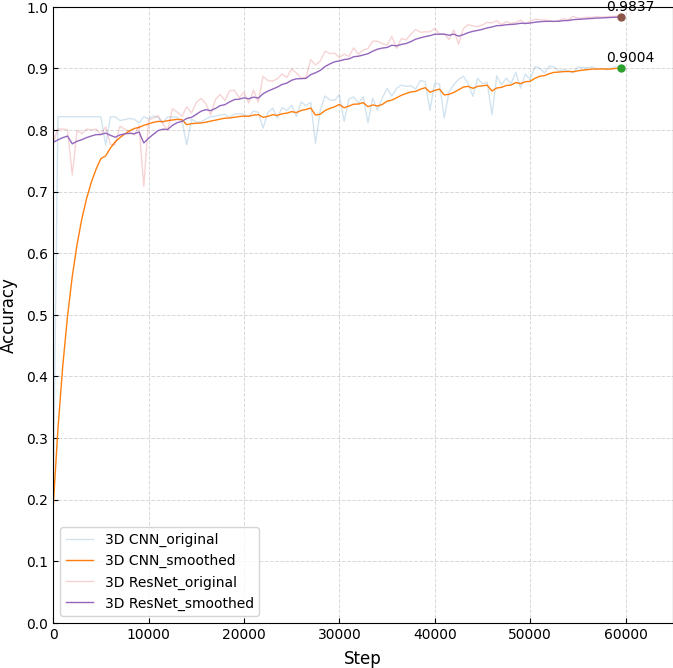 0.9837
1.0
0.9004
0.9
0.8
0.7
0.6
0.5
0.4
0.3
0.2
0.1
0.0
Accuracy
3D CNN_original
3D CNN_smoothed
3D ResNet_original
3D ResNet_smoothed
0 10000 20000 30000 40000 50000 60000
Step